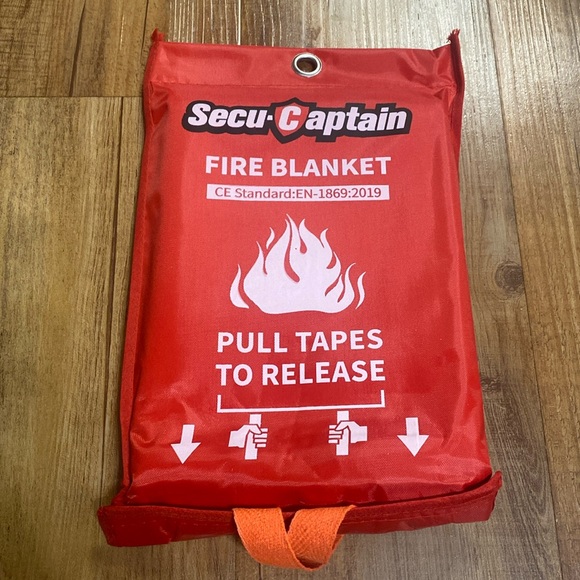 Secu-Captain
FIRE BLANKET
CE Standard:EN-1869:2019
PULL TAPES
TO RELEASE